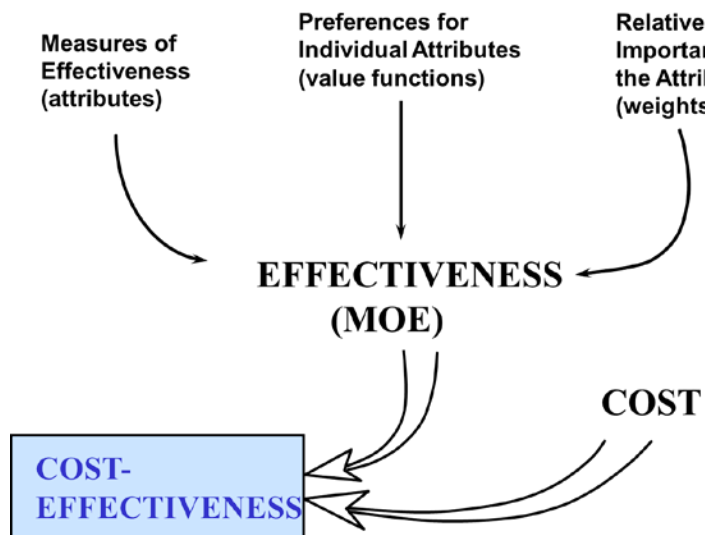 Measures of
Effectiveness
(attributes)
Preferences for
Individual Attributes
(value functions)
Relative
Importan
the Attrib
(weights
EFFECTIVENESS
(MOE)
COST
COST-
EFFECTIVENESS